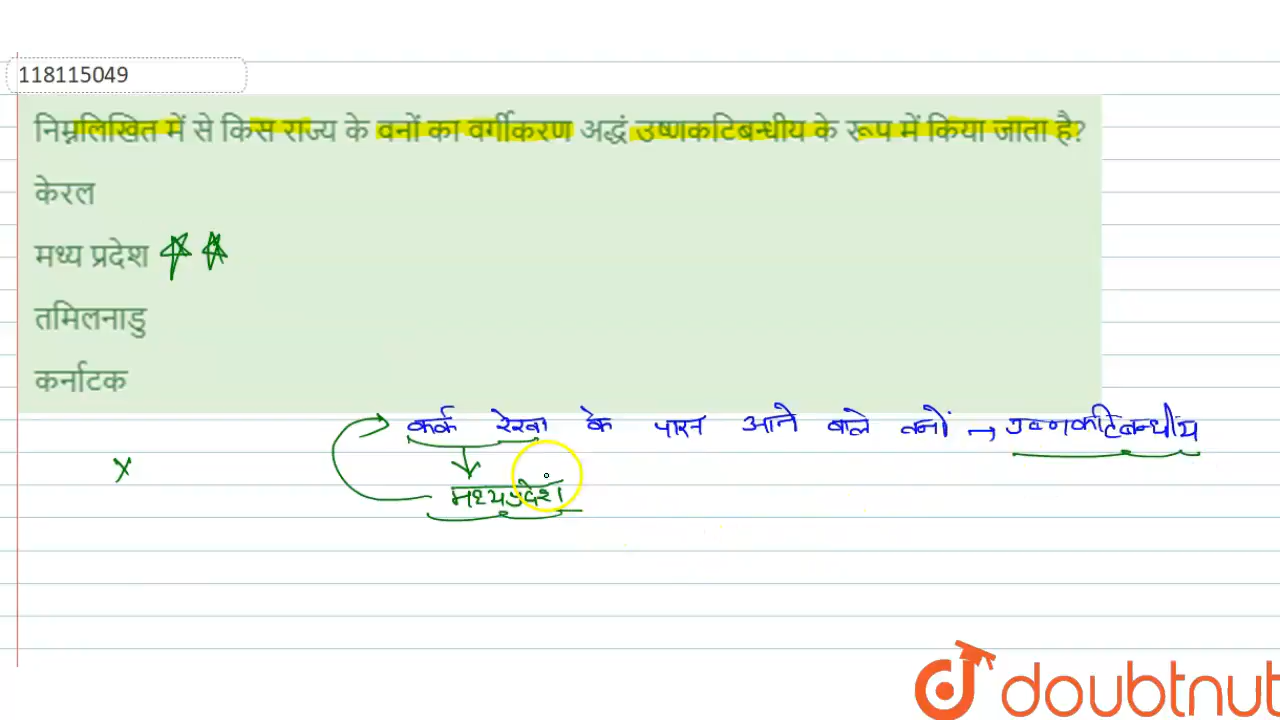 118115049
निम्नलिखित में से किस राज्य के वनों का वर्गीकरण अर्द्धं उष्णकटिबन्धीय के रूप में किया जाता है?
केरल
मध्य प्रदेश
तमिलनाडु
कर्नाटक
कर्क रेखा के पास आने वाले वनों → उष्णकटिबन्धीय
x
मध्यप्रदेश
doubtnut